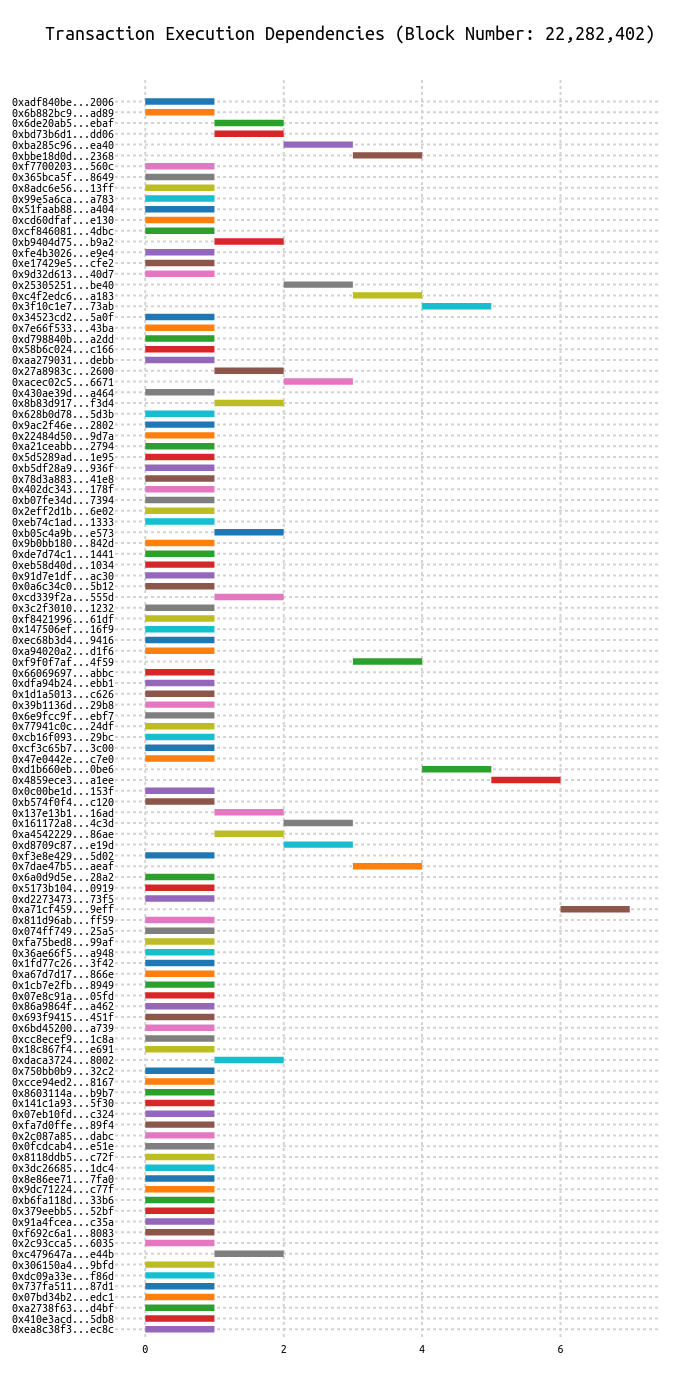 Transaction Execution Dependencies (Block Number: 22,282,402)
0xadf840be...2006
0x6b882bc9...ad89
0x6de20ab5...ebaf
0xbd73b6d1...dd06
0xba285c96...ea40
0xbbe18d0d...2368
0xf7700203...560c
0x365bca5f...8649
0x8adc6e56...13ff
0x99e5a6ca...a783
0x51faab88...a404
0xcd60dfaf...e130
0xcf846081...4dbc
0xb9404d75...b9a2
0xfe4b3026...e9e4
0xe17429e5...cfe2
0x9d32d613...40d7
0x25305251...be40
0xc4f2edc6...a183
0x3f10c1e7...73ab
0x34523cd2...5a0f
0x7e66f533...43ba
0xd798840b...a2dd
0x58b6c024...c166
0xaa279031...debb
0x27a8983c...2600
0xacec02c5...6671
0x430ae39d...a464
0x8b83d917...f3d4
0x628b0d78...5d3b
0x9ac2f46e...2802
0x22484d50...9d7a
0xa21ceabb...2794
0x5d5289ad...1e95
0xb5df28a9...936f
0x78d3a883...41e8
0x402dc343...178f
0xb07fe34d...7394
0x2eff2d1b...6e02
0xeb74c1ad...1333
0xb05c4a9b...e573
0x9b0bb180...842d
0xde7d74c1...1441
0xeb58d40d...1034
0x91d7e1df...ac30
0x0a6c34c0...5b12
0xcd339f2a...555d
0x3c2f3010...1232
0xf8421996...61df
0x147506ef...16f9
0xec68b3d4...9416
0xa94020a2...d1f6
0xf9f0f7af...4f59
0x66069697...abbc
0xdfa94b24...ebb1
0x1d1a5013...c626
0x39b1136d...29b8
0x6e9fcc9f...ebf7
0x77941c0c...24df
0xcb16f093...29bc
0xcf3c65b7...3c00
0x47e0442e...c7e0
0xd1b660eb...0be6
0x4859ece3...a1ee
0x0c00be1d...153f
0xb574f0f4...c120
0x137e13b1...16ad
0x161172a8...4c3d
0xa4542229...86ae
0xd8709c87...e19d
0xf3e8e429...5d02
0x7dae47b5...aeaf
0x6a0d9d5e...28a2
0x5173b104...0919
0xd2273473...73f5
0xa71cf459...9eff
0x811d96ab...ff59
0x074ff749...25a5
0xfa75bed8...99af
0x36ae66f5...a948
0x1fd77c26...3f42
0xa67d7d17...866e
0x1cb7e2fb...8949
0x07e8c91a...05fd
0x86a9864f...a462
0x693f9415...451f
0x6bd45200...a739
0xcc8ecef9...1c8a
0x18c867f4...e691
0xdaca3724...8002
0x750bb0b9...32c2
0xcce94ed2...8167
0x8603114a...b9b7
0x141c1a93...5f30
0x07eb10fd...c324
0xfa7d0ffe...89f4
0x2c087a85...dabc
0x0fcdcab4...e51e
0x8118ddb5...c72f
0x3dc26685...1dc4
0x8e86ee71...7fa0
0x9dc71224...c77f
0xb6fa118d...33b6
0x379eebb5...52bf
0x91a4fcea...c35a
0xf692c6a1...8083
0x2c93cca5...6035
0xc479647a...e44b
0x306150a4...9bfd
0xdc09a33e...f86d
0x737fa511...87d1
0x07bd34b2...edc1
0xa2738f63...d4bf
0x410e3acd...5db8
0xea8c38f3...ec8c
0 2 4 6